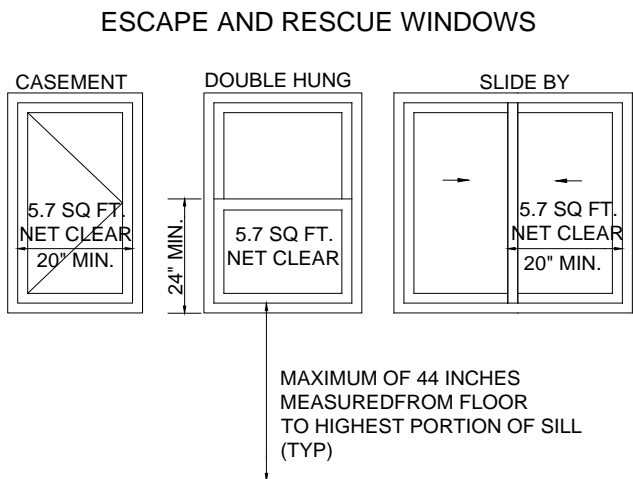 ESCAPE AND RESCUE WINDOWS
CASEMENT
5.7 SQ FT.
NET CLEAR
20" MIN.
DOUBLE HUNG
24" MIN.
5.7 SQ FT.
NET CLEAR
SLIDE BY
5.7 SQ FT.
NET CLEAR
20" MIN.
MAXIMUM OF 44 INCHES
MEASUREDFROM FLOOR
TO HIGHEST PORTION OF SILL
(TYP)